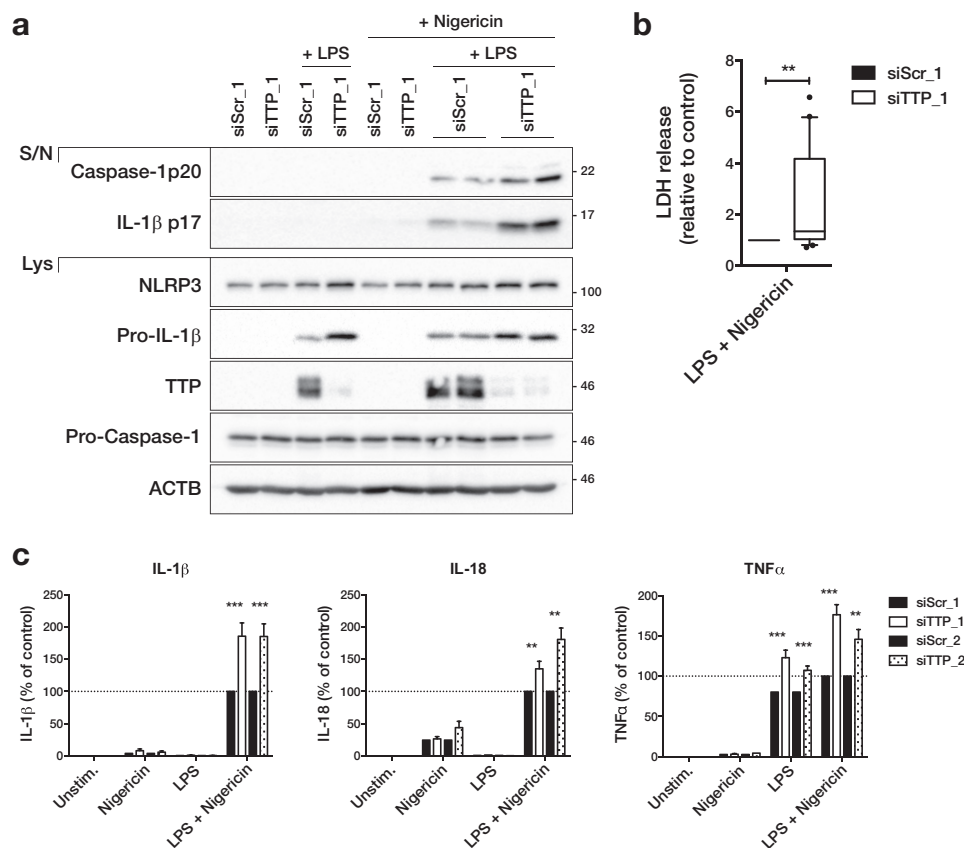 a
+ Nigericin
+ LPS
+ LPS
siScr_1
siTTP_1
siScr_1
siTTP_1
siScr_1
siTTP_1
siScr_1
siTTP_1
S/N
Caspase-1p20
22
IL-1β p17
17
Lys
NLRP3
100
Pro-IL-1β
32
TTP
46
Pro-Caspase-1
46
ACTB
46
b
LDH release
(relative to control)
8
6
4
2
0
**
LPS + Nigericin
siScr_1
siTTP_1
c
IL-1β
IL-1β (% of control)
250
200
150
100
50
0
***
***
Unstim.
Nigericin
LPS
LPS + Nigericin
IL-18
IL-18 (% of control)
250
200
150
100
50
0
**
**
Unstim.
Nigericin
LPS
LPS + Nigericin
TNFα
TNFα (% of control)
200
150
100
50
0
***
***
***
**
Unstim.
Nigericin
LPS
LPS + Nigericin
siScr_1
siTTP_1
siScr_2
siTTP_2